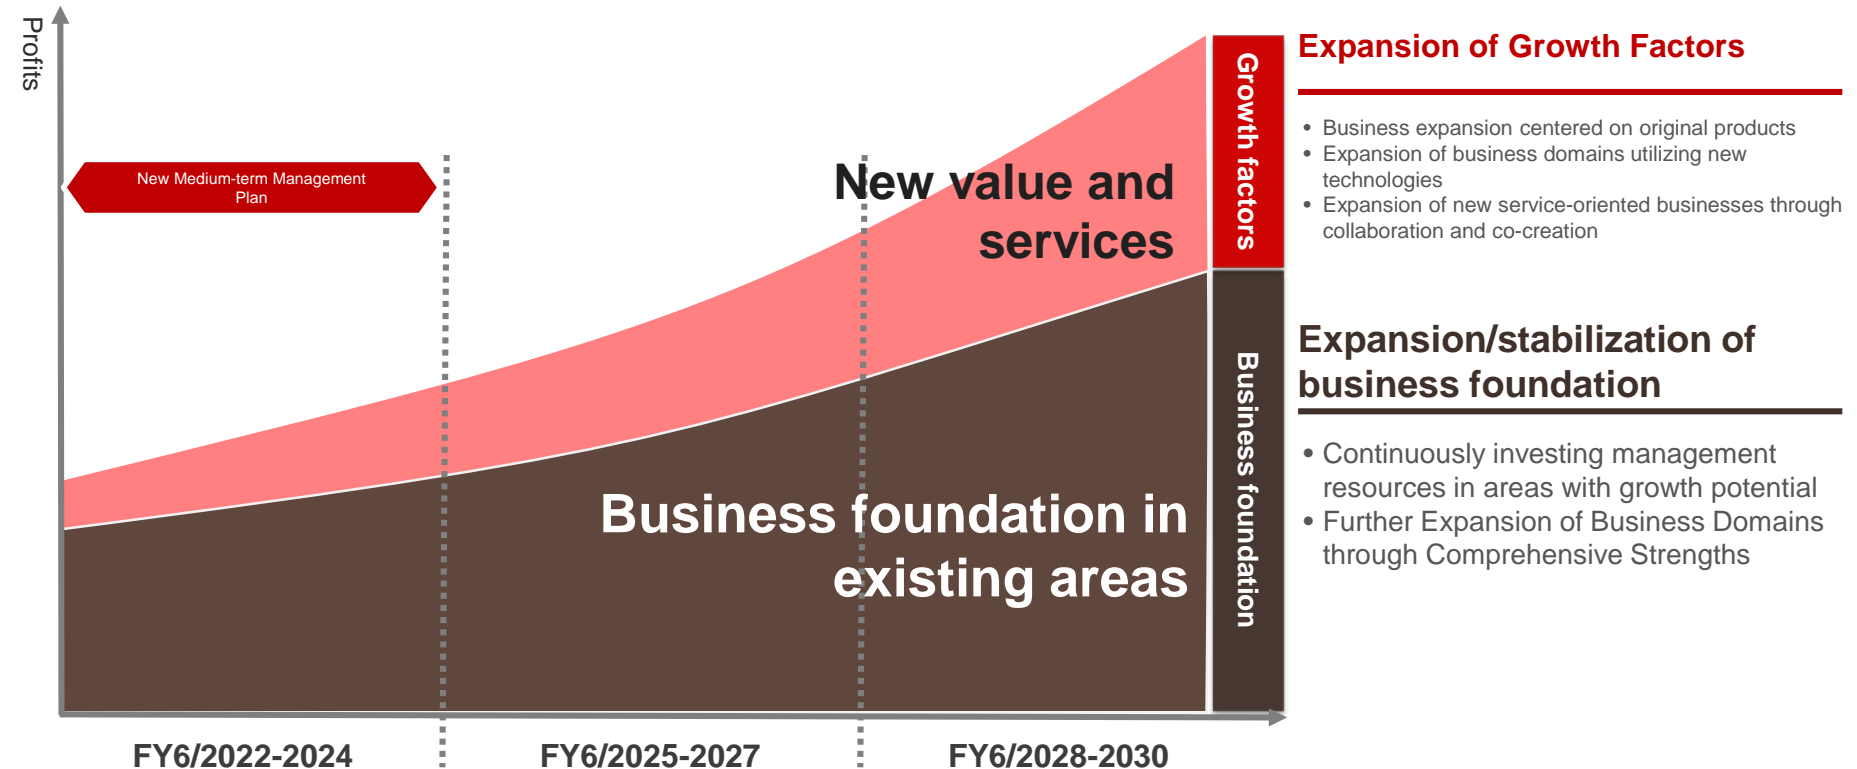 Profits
New Medium-term Management
Plan
New value and
services
Business foundation in
existing areas
Growth factors
Business foundation
FY6/2022-2024
FY6/2025-2027
FY6/2028-2030
Expansion of Growth Factors
• Business expansion centered on original products
• Expansion of business domains utilizing new
technologies
• Expansion of new service-oriented businesses through
collaboration and co-creation
Expansion/stabilization of
business foundation
• Continuously investing management
resources in areas with growth potential
• Further Expansion of Business Domains
through Comprehensive Strengths